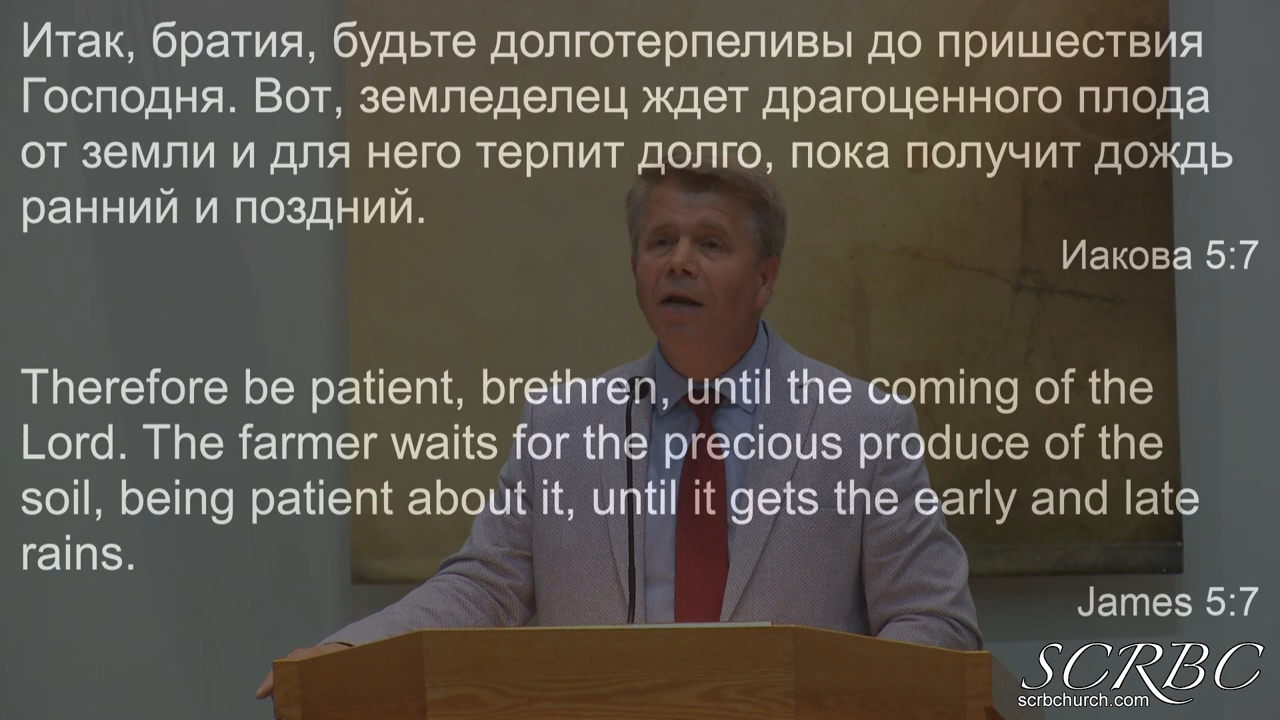 Итак, братия, будьте долготерпеливы до пришествия
Господня. Вот, земледелец ждет драгоценного плода
от земли и для него терпит долго, пока получит дождь
ранний и поздний.
Иакова 5:7
Therefore be patient, brethren, until the coming of the
Lord. The farmer waits for the precious produce of the
soil, being patient about it, until it gets the early and late
rains.
James 5:7
SCRBC
scrbchurch.com